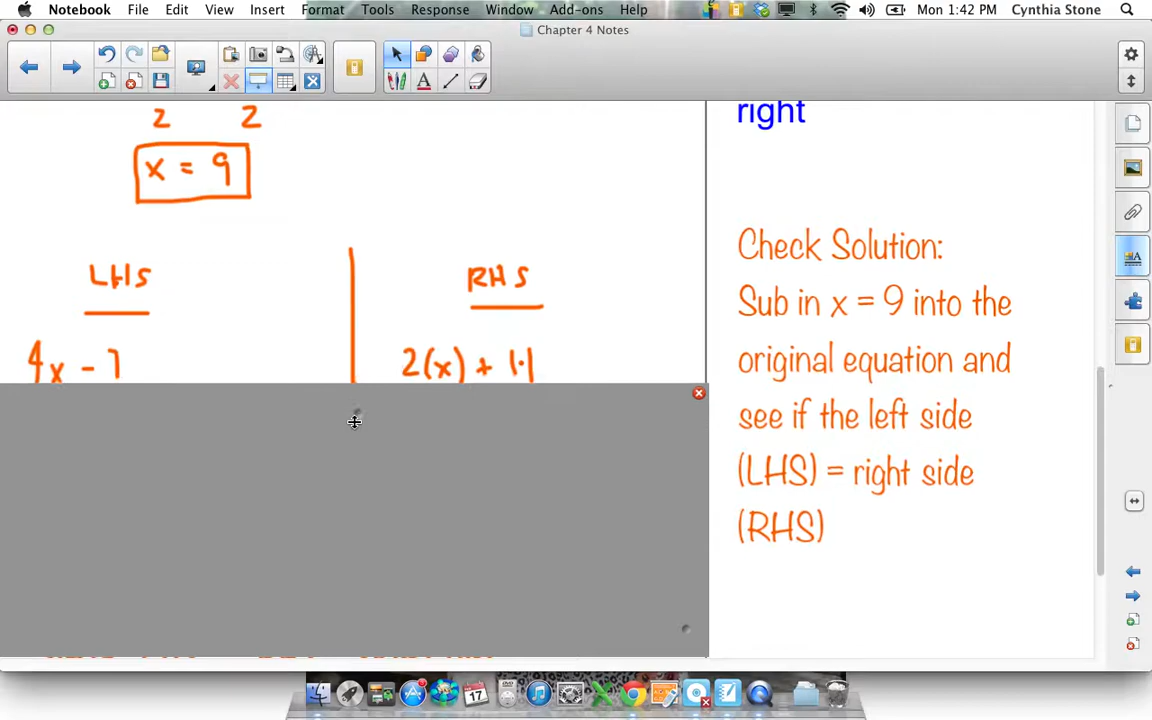 Notebook File Edit View Insert Format Tools Response Window Add-ons Help Mon 1:42 PM Cynthia Stone
Chapter 4 Notes
2 2
x = 9
LHS RHS
4x - 7 2(x) + 11
right
Check Solution:
Sub in x = 9 into the
original equation and
see if the left side
(LHS) = right side
(RHS)
17